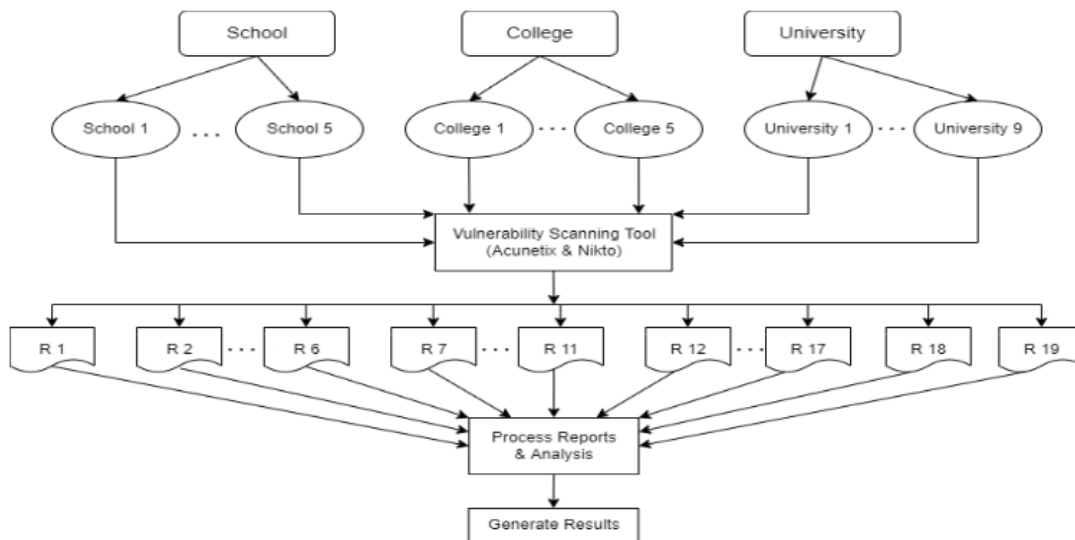 School
College
University
School 1
...
School 5
College 1
...
College 5
University 1
...
University 9
Vulnerability Scanning Tool
(Acunetix & Nikto)
R 1
R 2
...
R 6
R 7
...
R 11
R 12
...
R 17
R 18
R 19
Process Reports
& Analysis
Generate Results